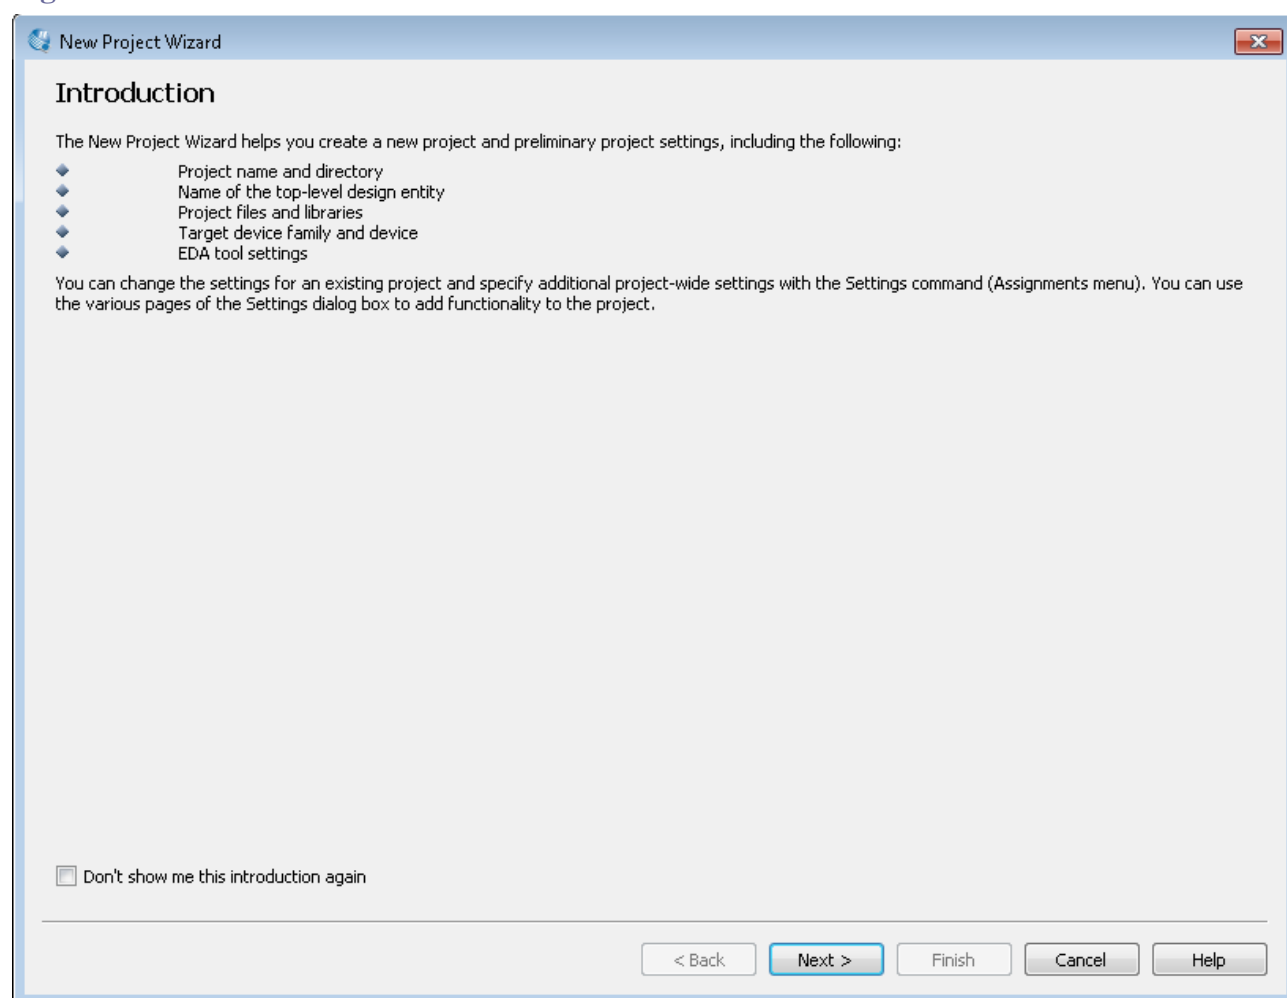 New Project Wizard
Introduction
The New Project Wizard helps you create a new project and preliminary project settings, including the following:
Project name and directory
Name of the top-level design entity
Project files and libraries
Target device family and device
EDA tool settings
You can change the settings for an existing project and specify additional project-wide settings with the Settings command (Assignments menu). You can use
the various pages of the Settings dialog box to add functionality to the project.
Don't show me this introduction again
< Back Next > Finish Cancel Help